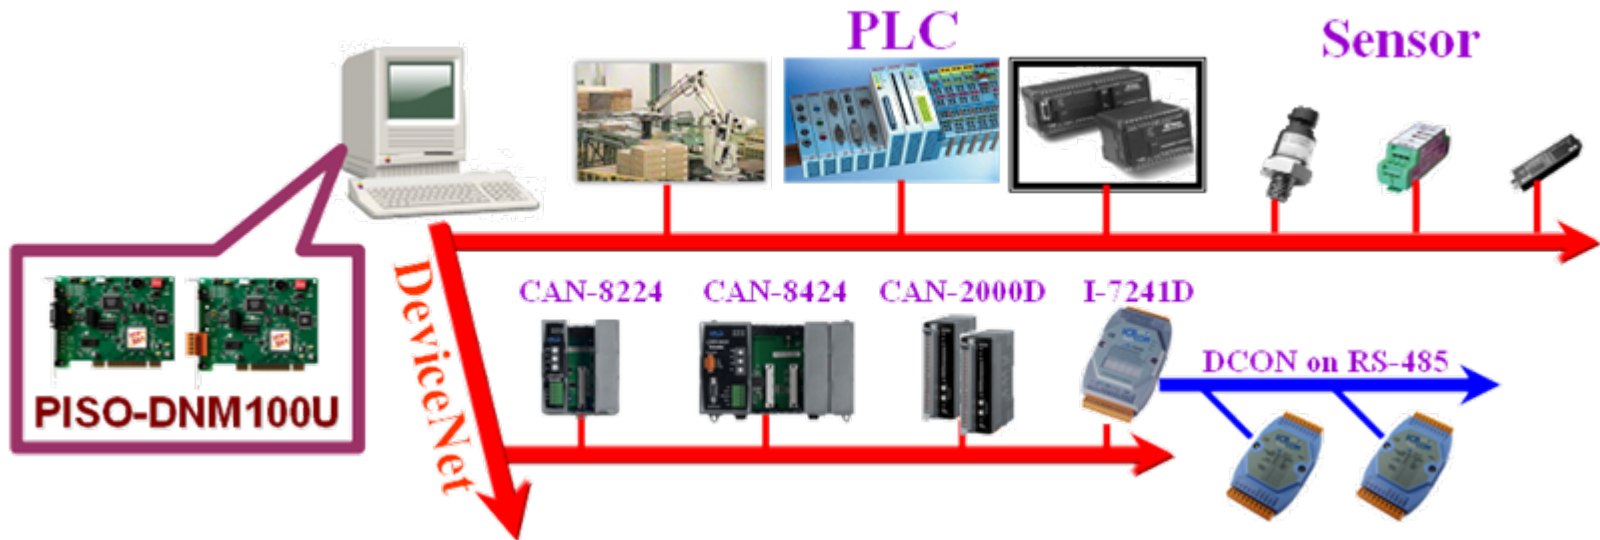 PLC
Sensor
DeviceNet
CAN-8224
CAN-8424
CAN-2000D
I-7241D
DCON on RS-485
PISO-DNM100U